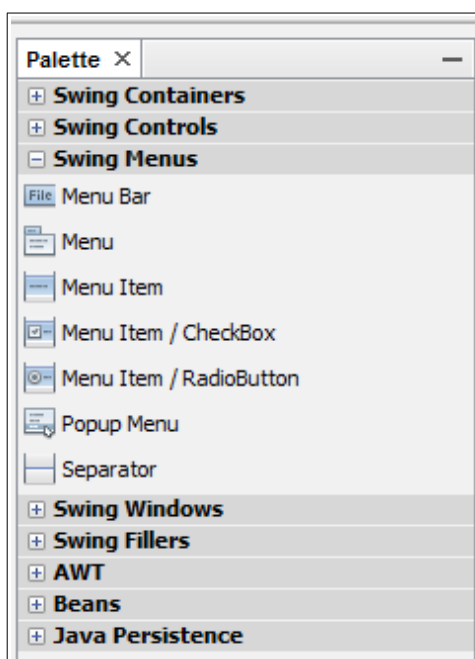 Palette
Swing Containers
Swing Controls
Swing Menus
File Menu Bar
Menu
Menu Item
Menu Item / CheckBox
Menu Item / RadioButton
Popup Menu
Separator
Swing Windows
Swing Fillers
AWT
Beans
Java Persistence